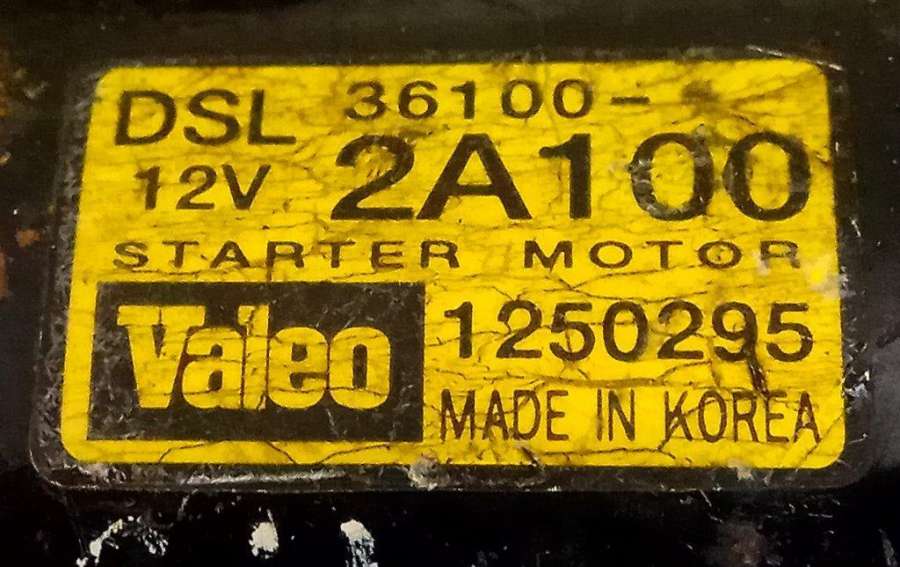 DSL 36100-
12V 2A100
STARTER MOTOR
Valeo 1250295
MADE IN KOREA